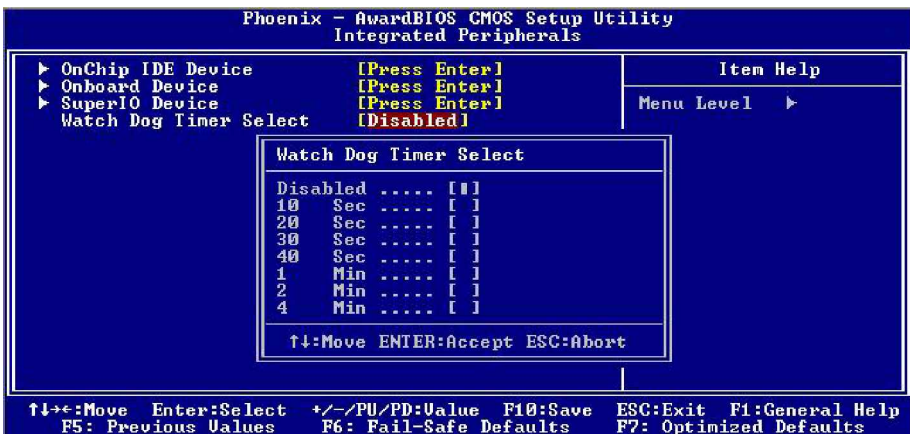 Phoenix - AwardBIOS CMOS Setup Utility
Integrated Peripherals
▶ OnChip IDE Device [Press Enter]
▶ Onboard Device [Press Enter]
▶ SuperIO Device [Press Enter]
Watch Dog Timer Select [Disabled]
Item Help
Menu Level ▶
Watch Dog Timer Select
Disabled ..... [▮]
10 Sec ..... [ ]
20 Sec ..... [ ]
30 Sec ..... [ ]
40 Sec ..... [ ]
1 Min ..... [ ]
2 Min ..... [ ]
4 Min ..... [ ]
↑↓:Move ENTER:Accept ESC:Abort
↑↓→←:Move Enter:Select +/-/PU/PD:Value F10:Save ESC:Exit F1:General Help
F5: Previous Values F6: Fail-Safe Defaults F7: Optimized Defaults